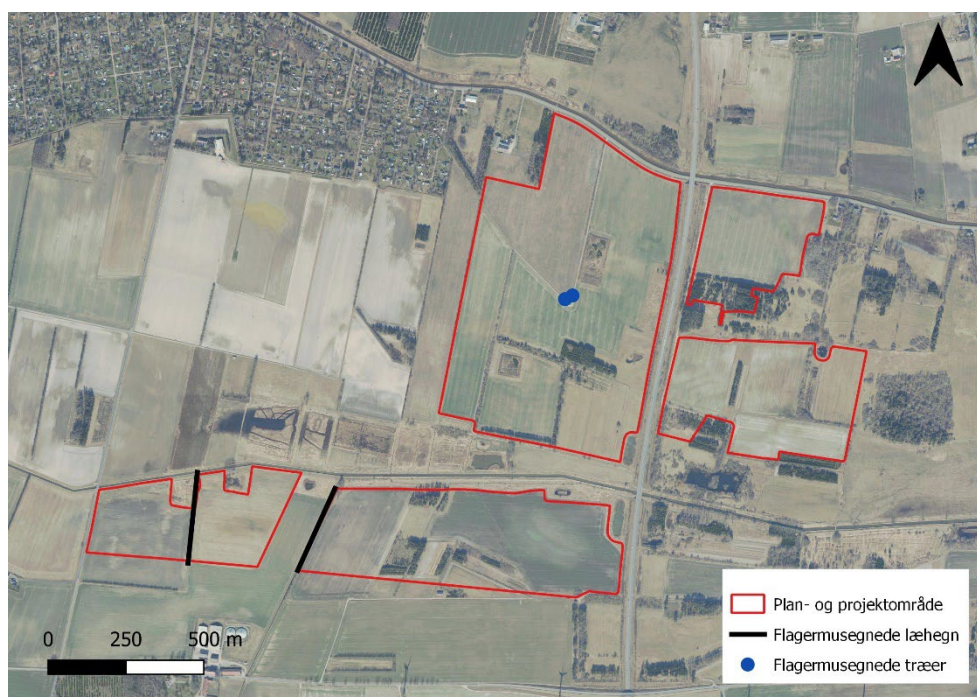 0 250 500 m
Plan- og projektområde
Flagermusegnede læhegn
Flagermusegnede træer